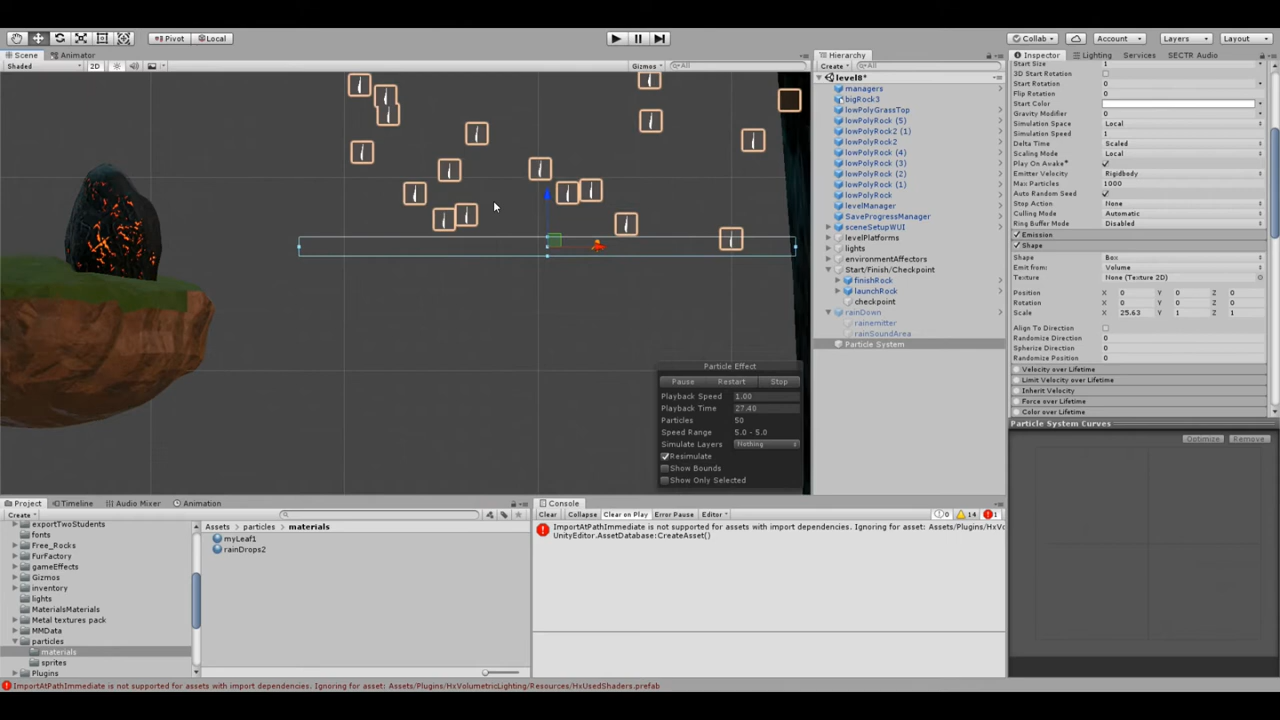 Pivot Local Collab Account Layers Layout
Scene Animator Hierarchy Inspector Lighting Services SECTR Audio
Shaded 2D Gizmos All Create All
Start Size 1
3D Start Rotation
Start Rotation 0
Flip Rotation 0
Start Color
Gravity Modifier 0
Simulation Space Local
Simulation Speed 1
Delta Time Scaled
Scaling Mode Local
Play On Awake*
Emitter Velocity Rigidbody
Max Particles 1000
Auto Random Seed
Stop Action None
Culling Mode Automatic
Ring Buffer Mode Disabled
Emission
Shape
Shape Box
Emit from: Volume
Texture None (Texture 2D)
Position X 0 Y 0 Z 0
Rotation X 0 Y 0 Z 0
Scale X 25.63 Y 1 Z 1
Align To Direction
Randomize Direction 0
Spherize Direction 0
Randomize Position 0
Velocity over Lifetime
Limit Velocity over Lifetime
Inherit Velocity
Force over Lifetime
Color over Lifetime
Particle System Curves
Optimize Remove
level8*
managers
bigRock3
lowPolyGrassTop
lowPolyRock (5)
lowPolyRock2 (1)
lowPolyRock2
lowPolyRock (4)
lowPolyRock (3)
lowPolyRock (2)
lowPolyRock (1)
lowPolyRock
levelManager
SaveProgressManager
sceneSetupWUI
levelPlatforms
lights
environmentAffectors
Start/Finish/Checkpoint
finishRock
launchRock
checkpoint
rainDown
rainemitter
rainSoundArea
Particle System
Particle Effect
Pause Restart Stop
Playback Speed 1.00
Playback Time 27.40
Particles 50
Speed Range 5.0 - 5.0
Simulate Layers Nothing
Resimulate
Show Bounds
Show Only Selected
Project Timeline Audio Mixer Animation
Create
exportTwoStudents
fonts
Free_Rocks
FurFactory
gameEffects
Gizmos
inventory
lights
MaterialsMaterials
Metal textures pack
MMData
particles
materials
sprites
Plugins
Assets particles materials
myLeaf1
rainDrops2
Console
Clear Collapse Clear on Play Error Pause Editor 0 14 1
ImportAtPathImmediate is not supported for assets with import dependencies. Ignoring for asset: Assets/Plugins/HxVo
UnityEditor.AssetDatabase:CreateAsset()
ImportAtPathImmediate is not supported for assets with import dependencies. Ignoring for asset: Assets/Plugins/HxVolumetricLighting/Resources/HxUsedShaders.prefab